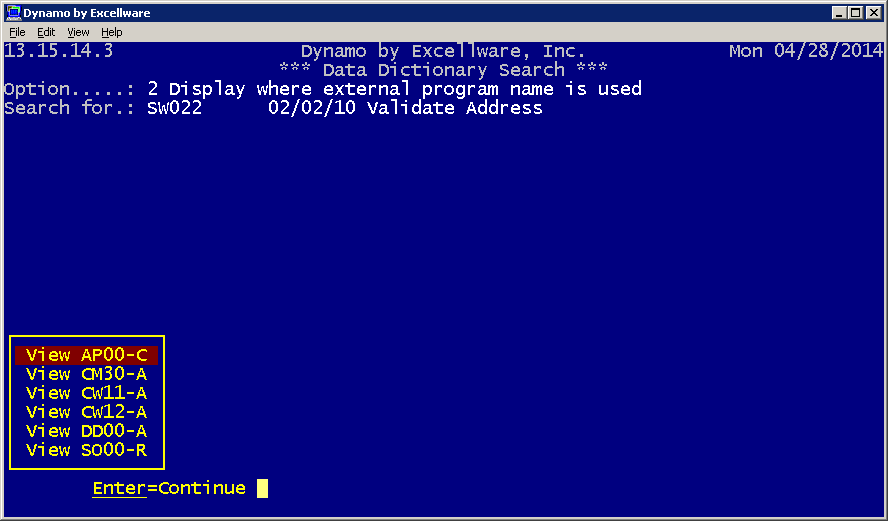 Dynamo by Excellware
File Edit View Help
13.15.14.3 Dynamo by Excellware, Inc. Mon 04/28/2014
*** Data Dictionary Search ***
Option.....: 2 Display where external program name is used
Search for.: SW022 02/02/10 Validate Address
View AP00-C
View CM30-A
View CW11-A
View CW12-A
View DD00-A
View SO00-R
Enter=Continue